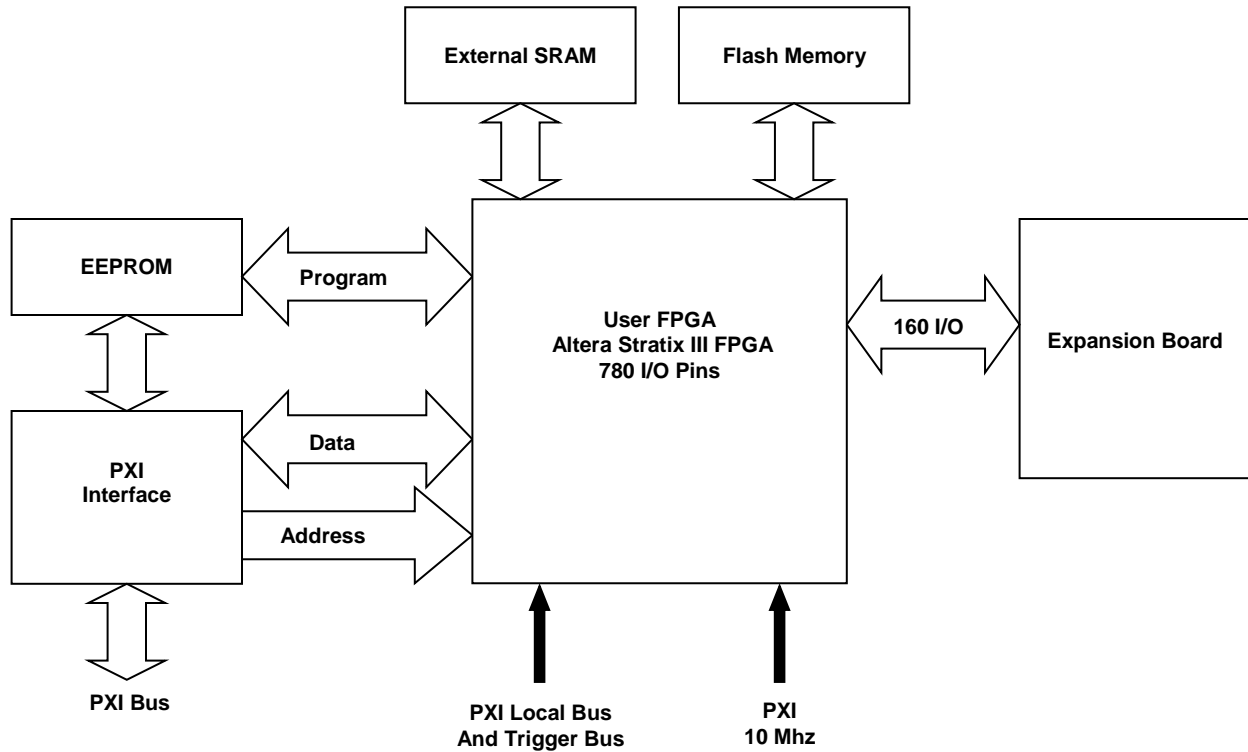 External SRAM
Flash Memory
EEPROM
Program
User FPGA
Altera Stratix III FPGA
780 I/O Pins
160 I/O
Expansion Board
PXI
Interface
Data
Address
PXI Bus
PXI Local Bus
And Trigger Bus
PXI
10 Mhz